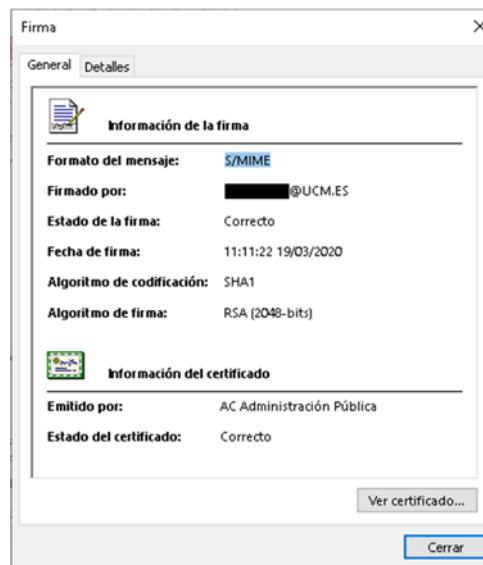 Firma
General Detalles
Información de la firma
Formato del mensaje: S/MIME
Firmado por: @UCM.ES
Estado de la firma: Correcto
Fecha de firma: 11:11:22 19/03/2020
Algoritmo de codificación: SHA1
Algoritmo de firma: RSA (2048-bits)
Información del certificado
Emitido por: AC Administración Pública
Estado del certificado: Correcto
Ver certificado...
Cerrar